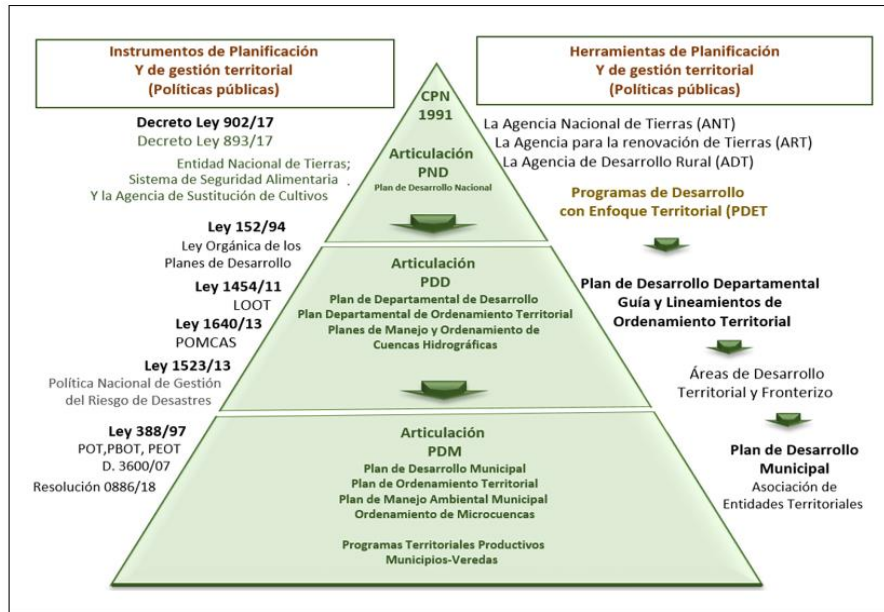 Instrumentos de Planificación
Y de gestión territorial
(Políticas públicas)
Decreto Ley 902/17
Decreto Ley 893/17
Entidad Nacional de Tierras;
Sistema de Seguridad Alimentaria .
Y la Agencia de Sustitución de Cultivos
Ley 152/94
Ley Orgánica de los
Planes de Desarrollo
Ley 1454/11
LOOT
Ley 1640/13
POMCAS
Ley 1523/13
Política Nacional de Gestión
del Riesgo de Desastres
Ley 388/97
POT,PBOT, PEOT
D. 3600/07
Resolución 0886/18
CPN
1991
Articulación
PND
Plan de Desarrollo Nacional
Articulación
PDD
Plan de Departamental de Desarrollo
Plan Departamental de Ordenamiento Territorial
Planes de Manejo y Ordenamiento de
Cuencas Hidrográficas
Articulación
PDM
Plan de Desarrollo Municipal
Plan de Ordenamiento Territorial
Plan de Manejo Ambiental Municipal
Ordenamiento de Microcuencas
Programas Territoriales Productivos
Municipios-Veredas
Herramientas de Planificación
Y de gestión territorial
(Políticas públicas)
La Agencia Nacional de Tierras (ANT)
La Agencia para la renovación de Tierras (ART)
La Agencia de Desarrollo Rural (ADT)
Programas de Desarrollo
con Enfoque Territorial (PDET
Plan de Desarrollo Departamental
Guía y Lineamientos de
Ordenamiento Territorial
Áreas de Desarrollo
Territorial y Fronterizo
Plan de Desarrollo
Municipal
Asociación de
Entidades Territoriales